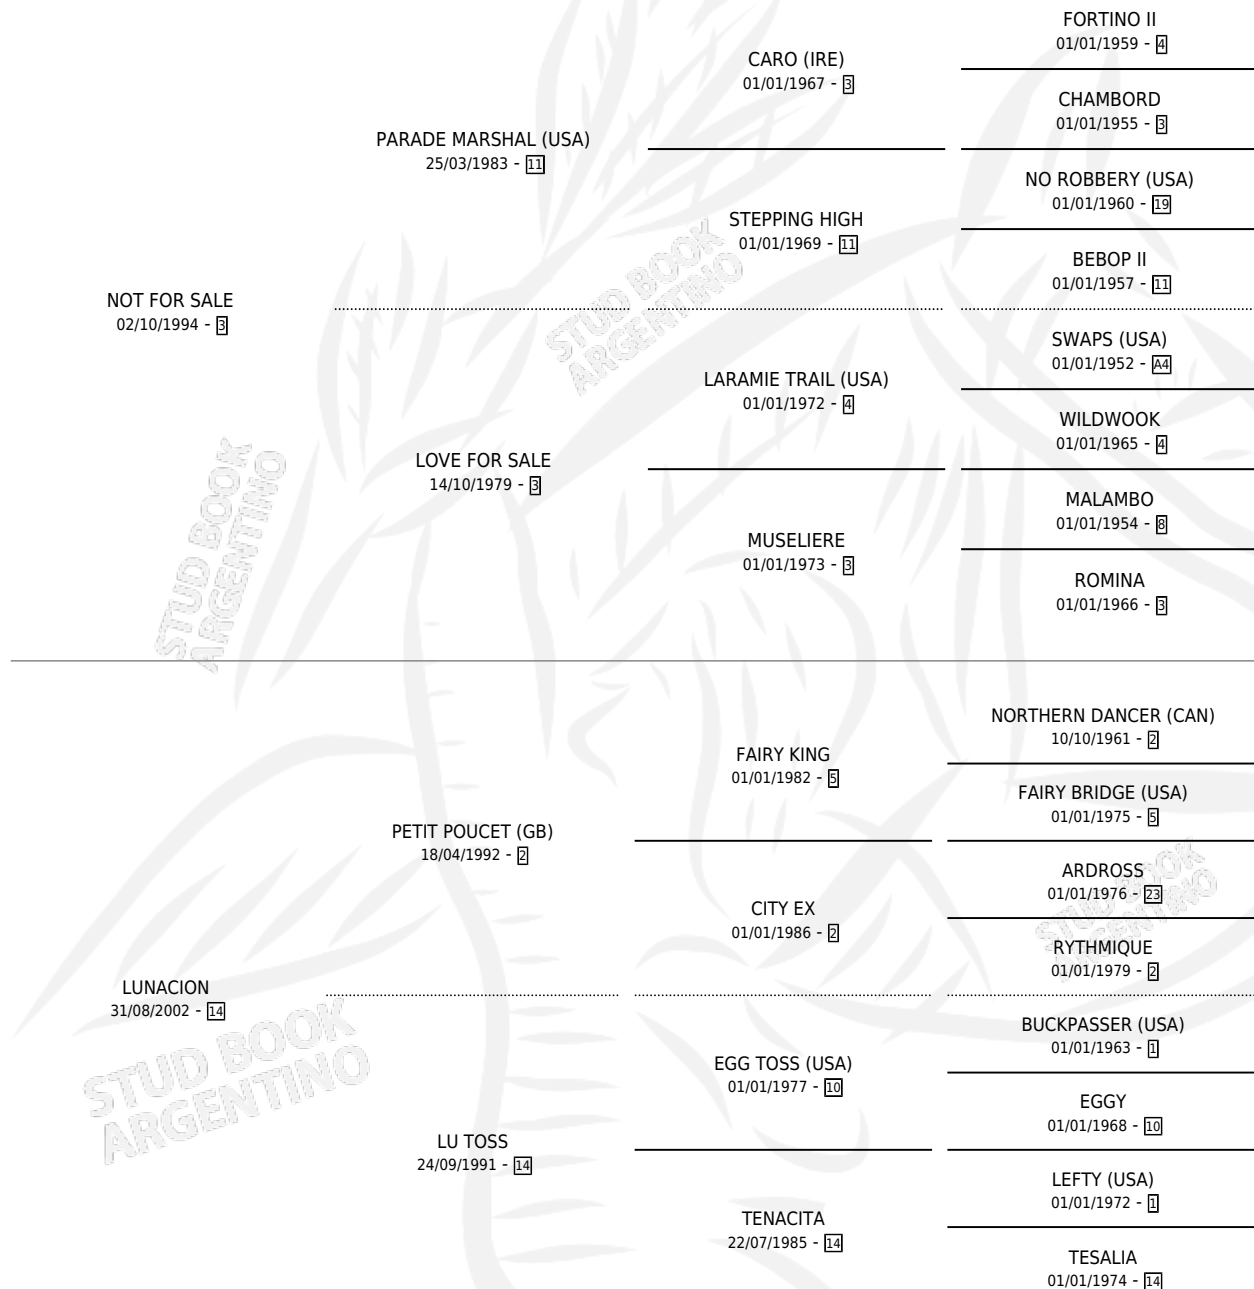 FORTINO II
01/01/1959 - 4
CARO (IRE)
01/01/1967 - 3
CHAMBORD
01/01/1955 - 3
PARADE MARSHAL (USA)
25/03/1983 - 11
NO ROBBERY (USA)
01/01/1960 - 19
STEPPING HIGH
01/01/1969 - 11
BEBOP II
01/01/1957 - 11
NOT FOR SALE
02/10/1994 - 3
STUD BOOK
ARGENTINO
SWAPS (USA)
01/01/1952 - A4
LARAMIE TRAIL (USA)
01/01/1972 - 4
WILDWOOK
01/01/1965 - 4
LOVE FOR SALE
14/10/1979 - 3
MALAMBO
01/01/1954 - 8
MUSELIERE
01/01/1973 - 3
ROMINA
01/01/1966 - 3
STUD BOOK
ARGENTINO
NORTHERN DANCER (CAN)
10/10/1961 - 2
FAIRY KING
01/01/1982 - 5
FAIRY BRIDGE (USA)
01/01/1975 - 5
PETIT POUCET (GB)
18/04/1992 - 2
ARDROSS
01/01/1976 - 23
CITY EX
01/01/1986 - 2
STUD BOOK
ARGENTINO
RYTHMIQUE
01/01/1979 - 2
LUNACION
31/08/2002 - 14
STUD BOOK
ARGENTINO
BUCKPASSER (USA)
01/01/1963 - 1
EGG TOSS (USA)
01/01/1977 - 10
EGGY
01/01/1968 - 10
LU TOSS
24/09/1991 - 14
LEFTY (USA)
01/01/1972 - 1
TENACITA
22/07/1985 - 14
TESALIA
01/01/1974 - 14